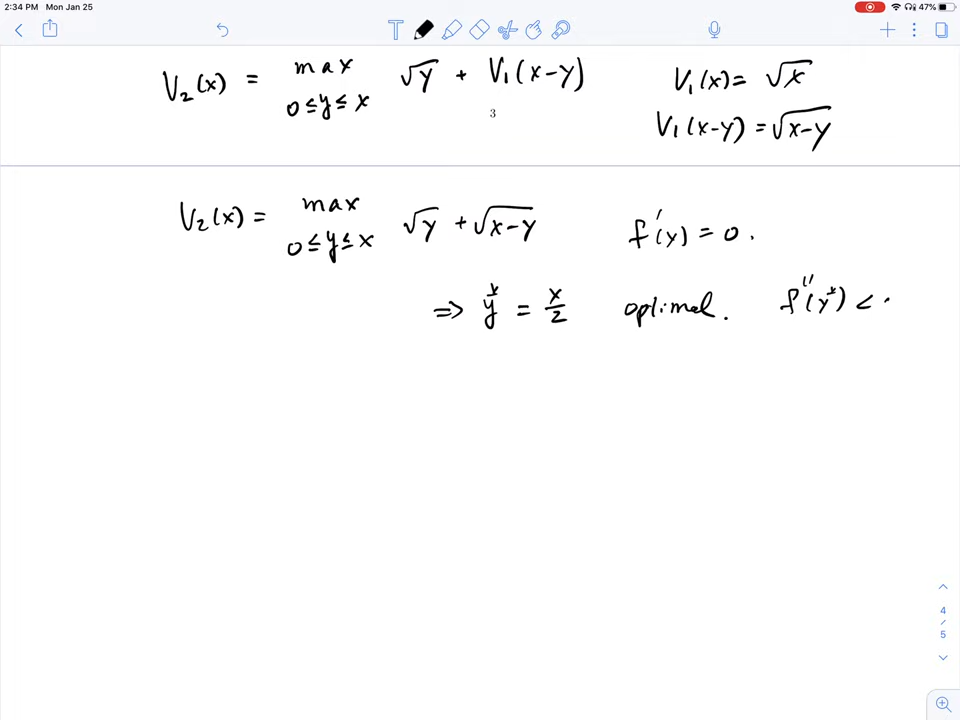 2:34 PM Mon Jan 25 47%
T
V₂(x) = max √y + V₁(x-y) V₁(x) = √x
0≤y≤x
3
V₁(x-y) = √x-y
V₂(x) = max √y + √x-y f'(x) = 0.
0≤y≤x
=> y* = x/2 optimal. f''(y*) < .
4
/
5